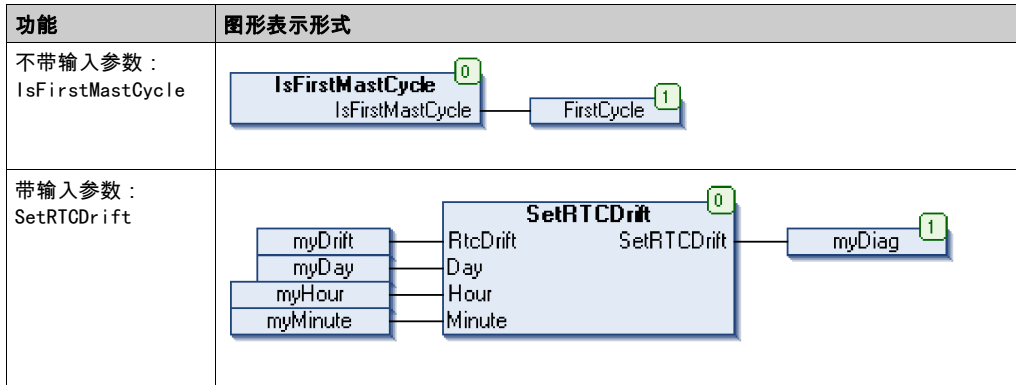 功能 图形表示形式
不带输入参数：
IsFirstMastCycle
0
IsFirstMastCycle
IsFirstMastCycle FirstCycle 1
带输入参数：
SetRTCDrift
0
SetRTCDrift
myDrift RtcDrift SetRTCDrift myDiag 1
myDay Day
myHour Hour
myMinute Minute